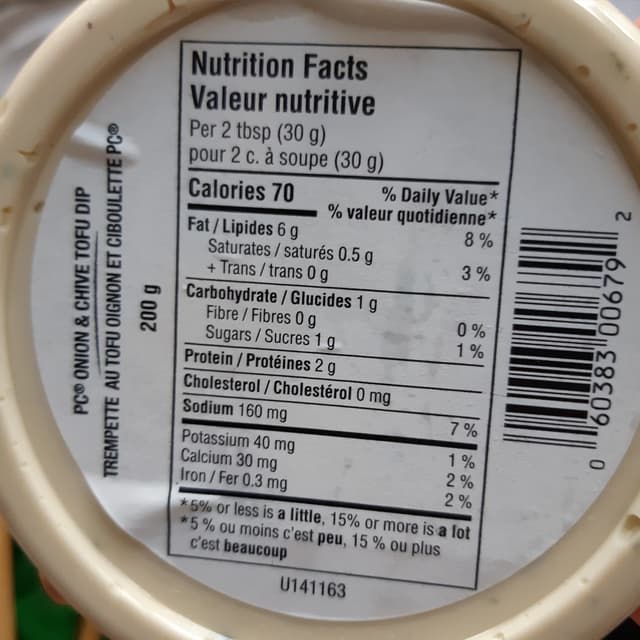 PC® ONION & CHIVE TOFU DIP
TREMPETTE AU TOFU OIGNON ET CIBOULETTE PC®
200 g
Nutrition Facts
Valeur nutritive
Per 2 tbsp (30 g)
pour 2 c. à soupe (30 g)
Calories 70
% Daily Value*
% valeur quotidienne*
Fat / Lipides 6 g 8 %
Saturates / saturés 0.5 g
+ Trans / trans 0 g 3 %
Carbohydrate / Glucides 1 g
Fibre / Fibres 0 g 0 %
Sugars / Sucres 1 g 1 %
Protein / Protéines 2 g
Cholesterol / Cholestérol 0 mg
Sodium 160 mg 7 %
Potassium 40 mg 1 %
Calcium 30 mg 2 %
Iron / Fer 0.3 mg 2 %
*5% or less is a little, 15% or more is a lot
*5 % ou moins c'est peu, 15 % ou plus
c'est beaucoup
U141163
0 60383 00679 2